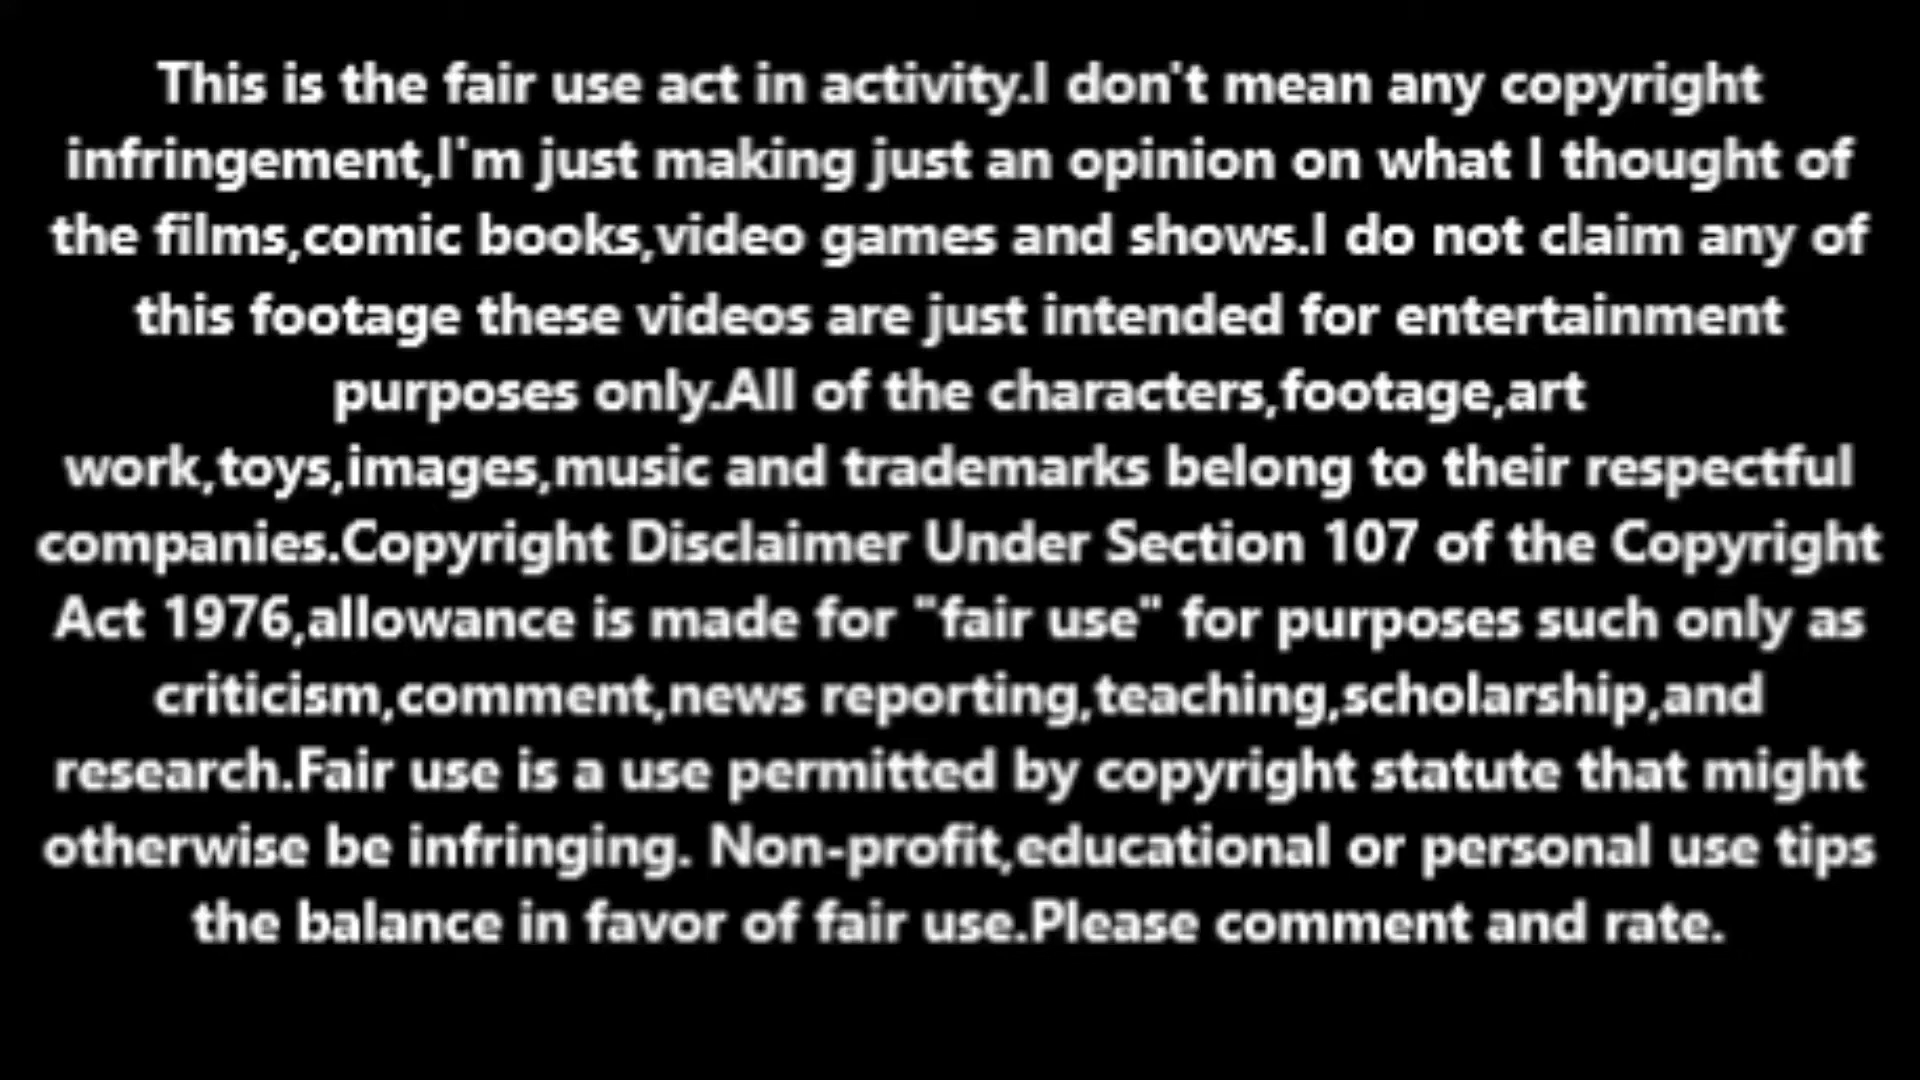 This is the fair use act in activity.I don't mean any copyright
infringement,I'm just making just an opinion on what I thought of
the films,comic books,video games and shows.I do not claim any of
this footage these videos are just intended for entertainment
purposes only.All of the characters,footage,art
work,toys,images,music and trademarks belong to their respectful
companies.Copyright Disclaimer Under Section 107 of the Copyright
Act 1976,allowance is made for "fair use" for purposes such only as
criticism,comment,news reporting,teaching,scholarship,and
research.Fair use is a use permitted by copyright statute that might
otherwise be infringing. Non-profit,educational or personal use tips
the balance in favor of fair use.Please comment and rate.